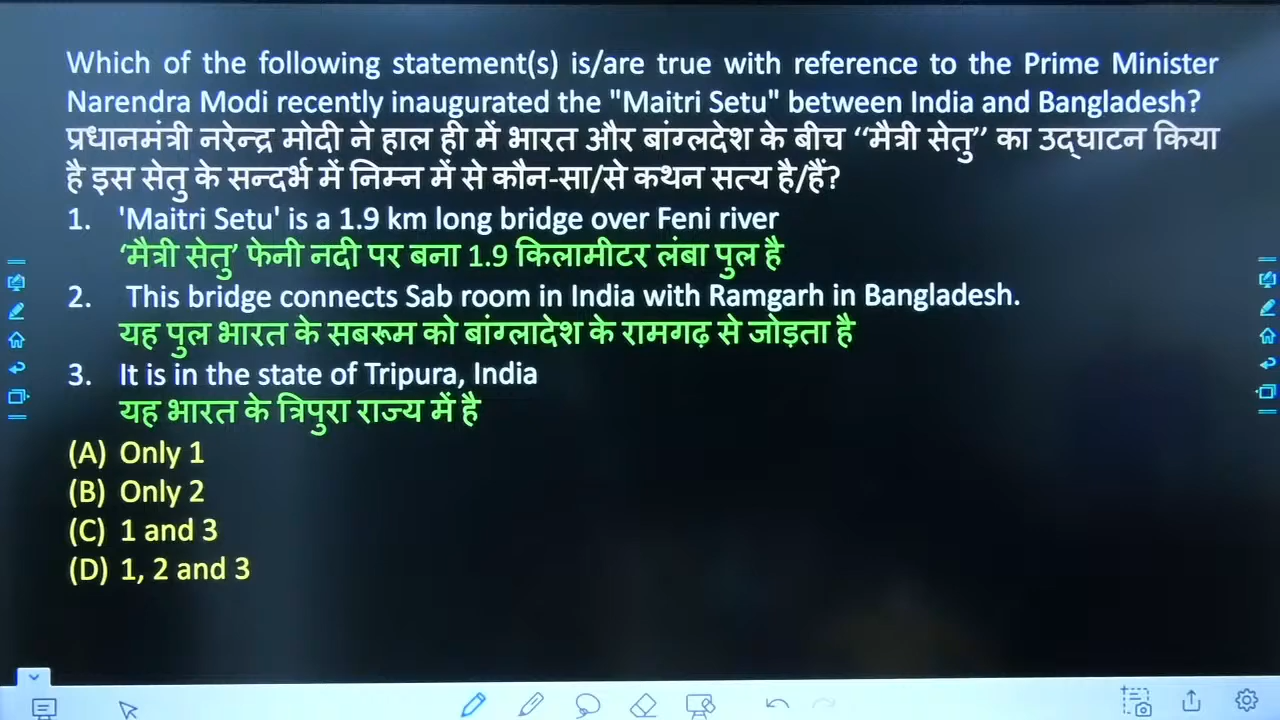 Which of the following statement(s) is/are true with reference to the Prime Minister
Narendra Modi recently inaugurated the "Maitri Setu" between India and Bangladesh?
प्रधानमंत्री नरेन्द्र मोदी ने हाल ही में भारत और बांग्लदेश के बीच ‘‘मैत्री सेतु’’ का उद्घाटन किया
है इस सेतु के सन्दर्भ में निम्न में से कौन-सा/से कथन सत्य है/हैं?
1. 'Maitri Setu' is a 1.9 km long bridge over Feni river
‘मैत्री सेतु’ फेनी नदी पर बना 1.9 किलामीटर लंबा पुल है
2. This bridge connects Sab room in India with Ramgarh in Bangladesh.
यह पुल भारत के सबरूम को बांग्लादेश के रामगढ़ से जोड़ता है
3. It is in the state of Tripura, India
यह भारत के त्रिपुरा राज्य में है
(A) Only 1
(B) Only 2
(C) 1 and 3
(D) 1, 2 and 3